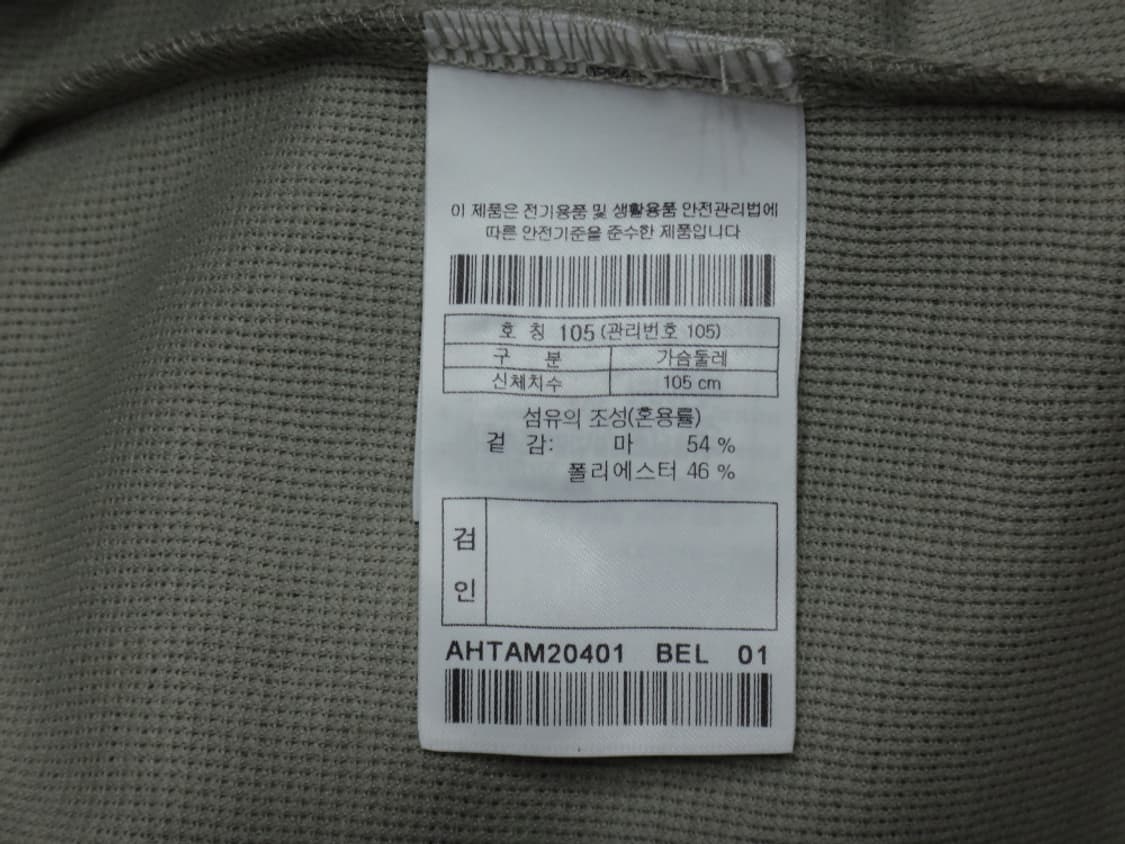 이 제품은 전기용품 및 생활용품 안전관리법에
따른 안전기준을 준수한 제품입니다
호 칭 105 (관리번호 105)
구 분 가슴둘레
신체치수 105 cm
섬유의 조성(혼용률)
겉 감: 마 54 %
폴리에스터 46 %
검
인
AHTAM20401 BEL 01